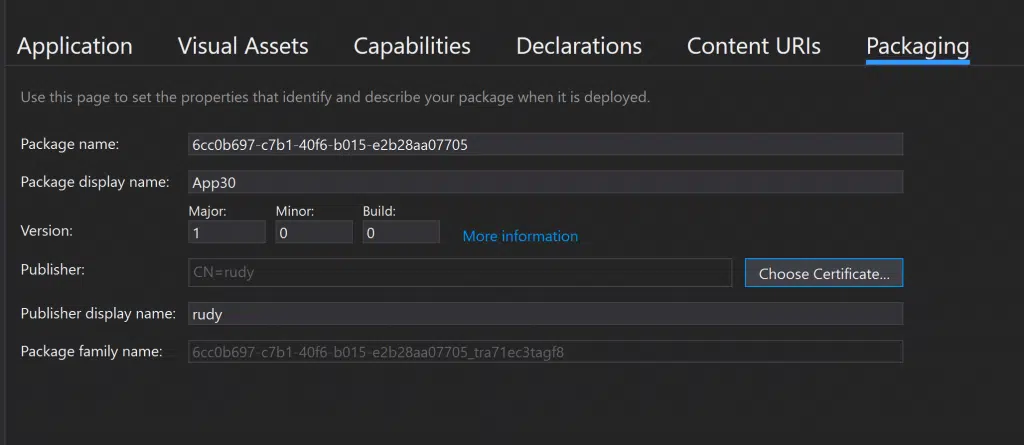 Application Visual Assets Capabilities Declarations Content URIs Packaging
Use this page to set the properties that identify and describe your package when it is deployed.
Package name: 6cc0b697-c7b1-40f6-b015-e2b28aa07705
Package display name: App30
Major: Minor: Build:
Version: 1 0 0 More information
Publisher: CN=rudy Choose Certificate...
Publisher display name: rudy
Package family name: 6cc0b697-c7b1-40f6-b015-e2b28aa07705_tra71ec3tagf8